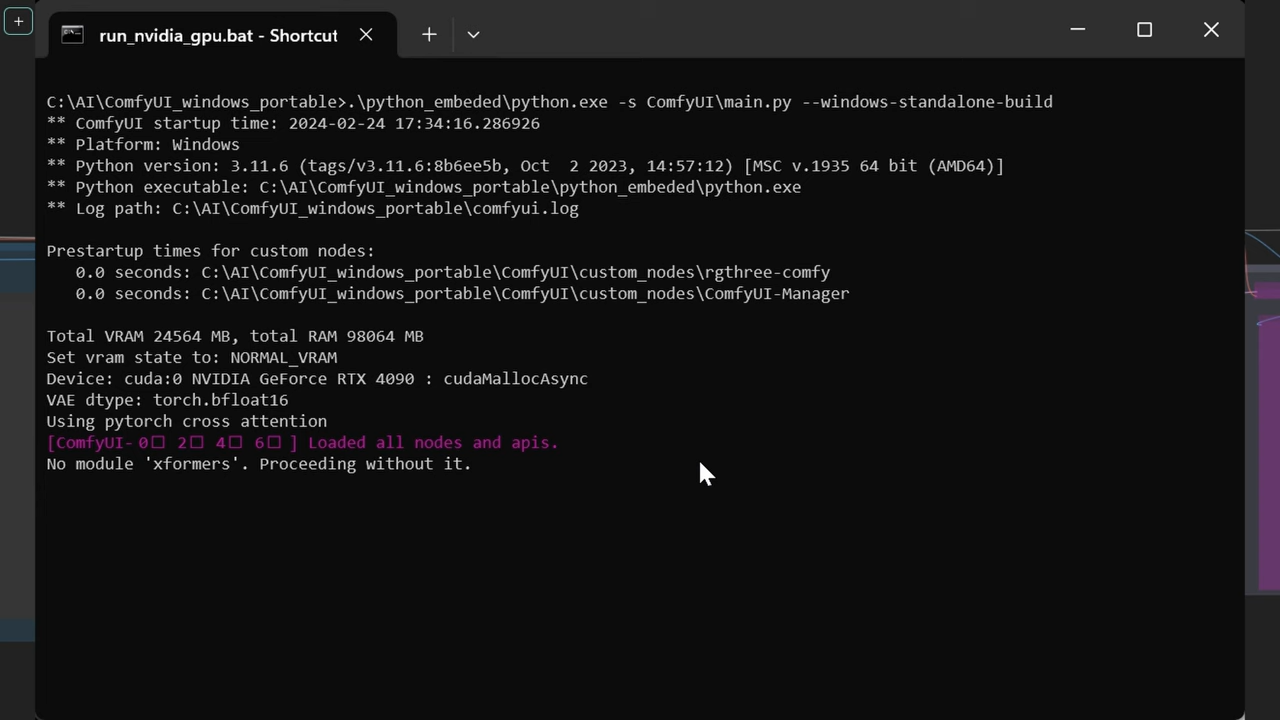 run_nvidia_gpu.bat - Shortcut
C:\AI\ComfyUI_windows_portable>.\python_embeded\python.exe -s ComfyUI\main.py --windows-standalone-build
** ComfyUI startup time: 2024-02-24 17:34:16.286926
** Platform: Windows
** Python version: 3.11.6 (tags/v3.11.6:8b6ee5b, Oct  2 2023, 14:57:12) [MSC v.1935 64 bit (AMD64)]
** Python executable: C:\AI\ComfyUI_windows_portable\python_embeded\python.exe
** Log path: C:\AI\ComfyUI_windows_portable\comfyui.log
Prestartup times for custom nodes:
   0.0 seconds: C:\AI\ComfyUI_windows_portable\ComfyUI\custom_nodes\rgthree-comfy
   0.0 seconds: C:\AI\ComfyUI_windows_portable\ComfyUI\custom_nodes\ComfyUI-Manager
Total VRAM 24564 MB, total RAM 98064 MB
Set vram state to: NORMAL_VRAM
Device: cuda:0 NVIDIA GeForce RTX 4090 : cudaMallocAsync
VAE dtype: torch.bfloat16
Using pytorch cross attention
[ComfyUI- 0□ 2□ 4□ 6□ ] Loaded all nodes and apis.
No module 'xformers'. Proceeding without it.